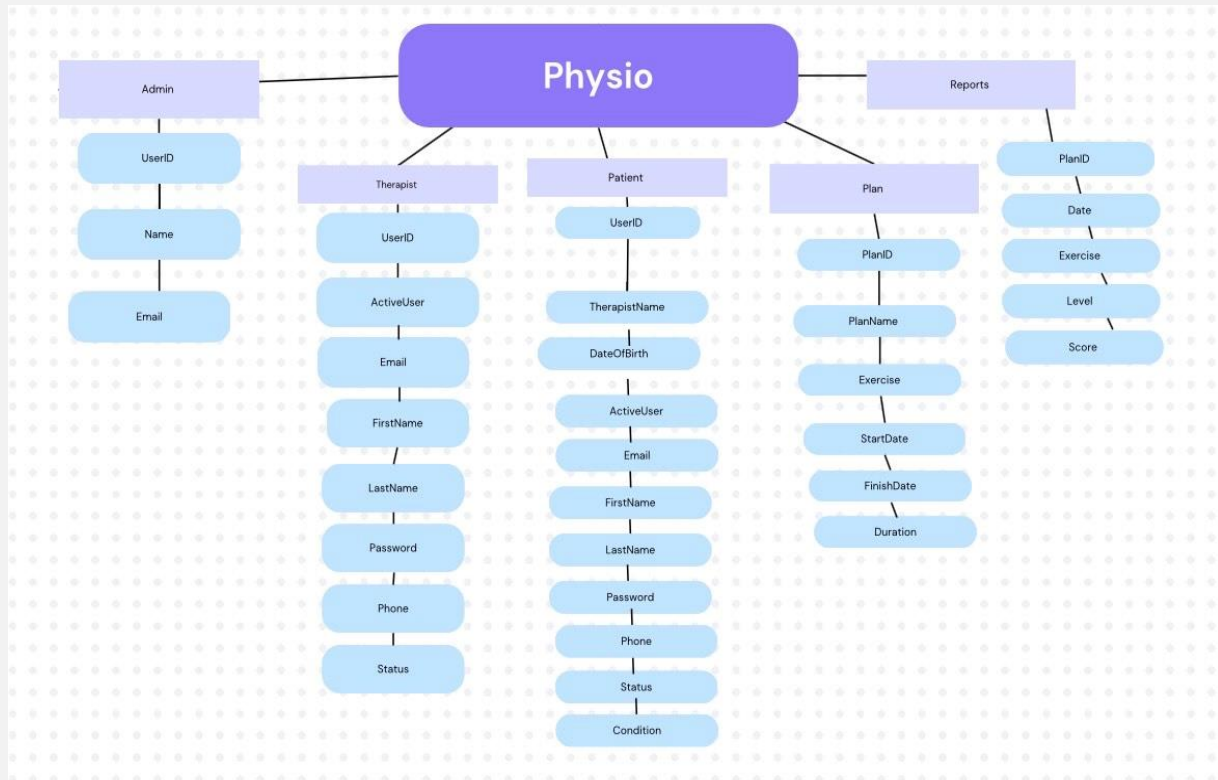 Physio
Admin
UserID
Name
Email
Therapist
UserID
ActiveUser
Email
FirstName
LastName
Password
Phone
Status
Patient
UserID
TherapistName
DateOfBirth
ActiveUser
Email
FirstName
LastName
Password
Phone
Status
Condition
Plan
PlanID
PlanName
Exercise
StartDate
FinishDate
Duration
Reports
PlanID
Date
Exercise
Level
Score